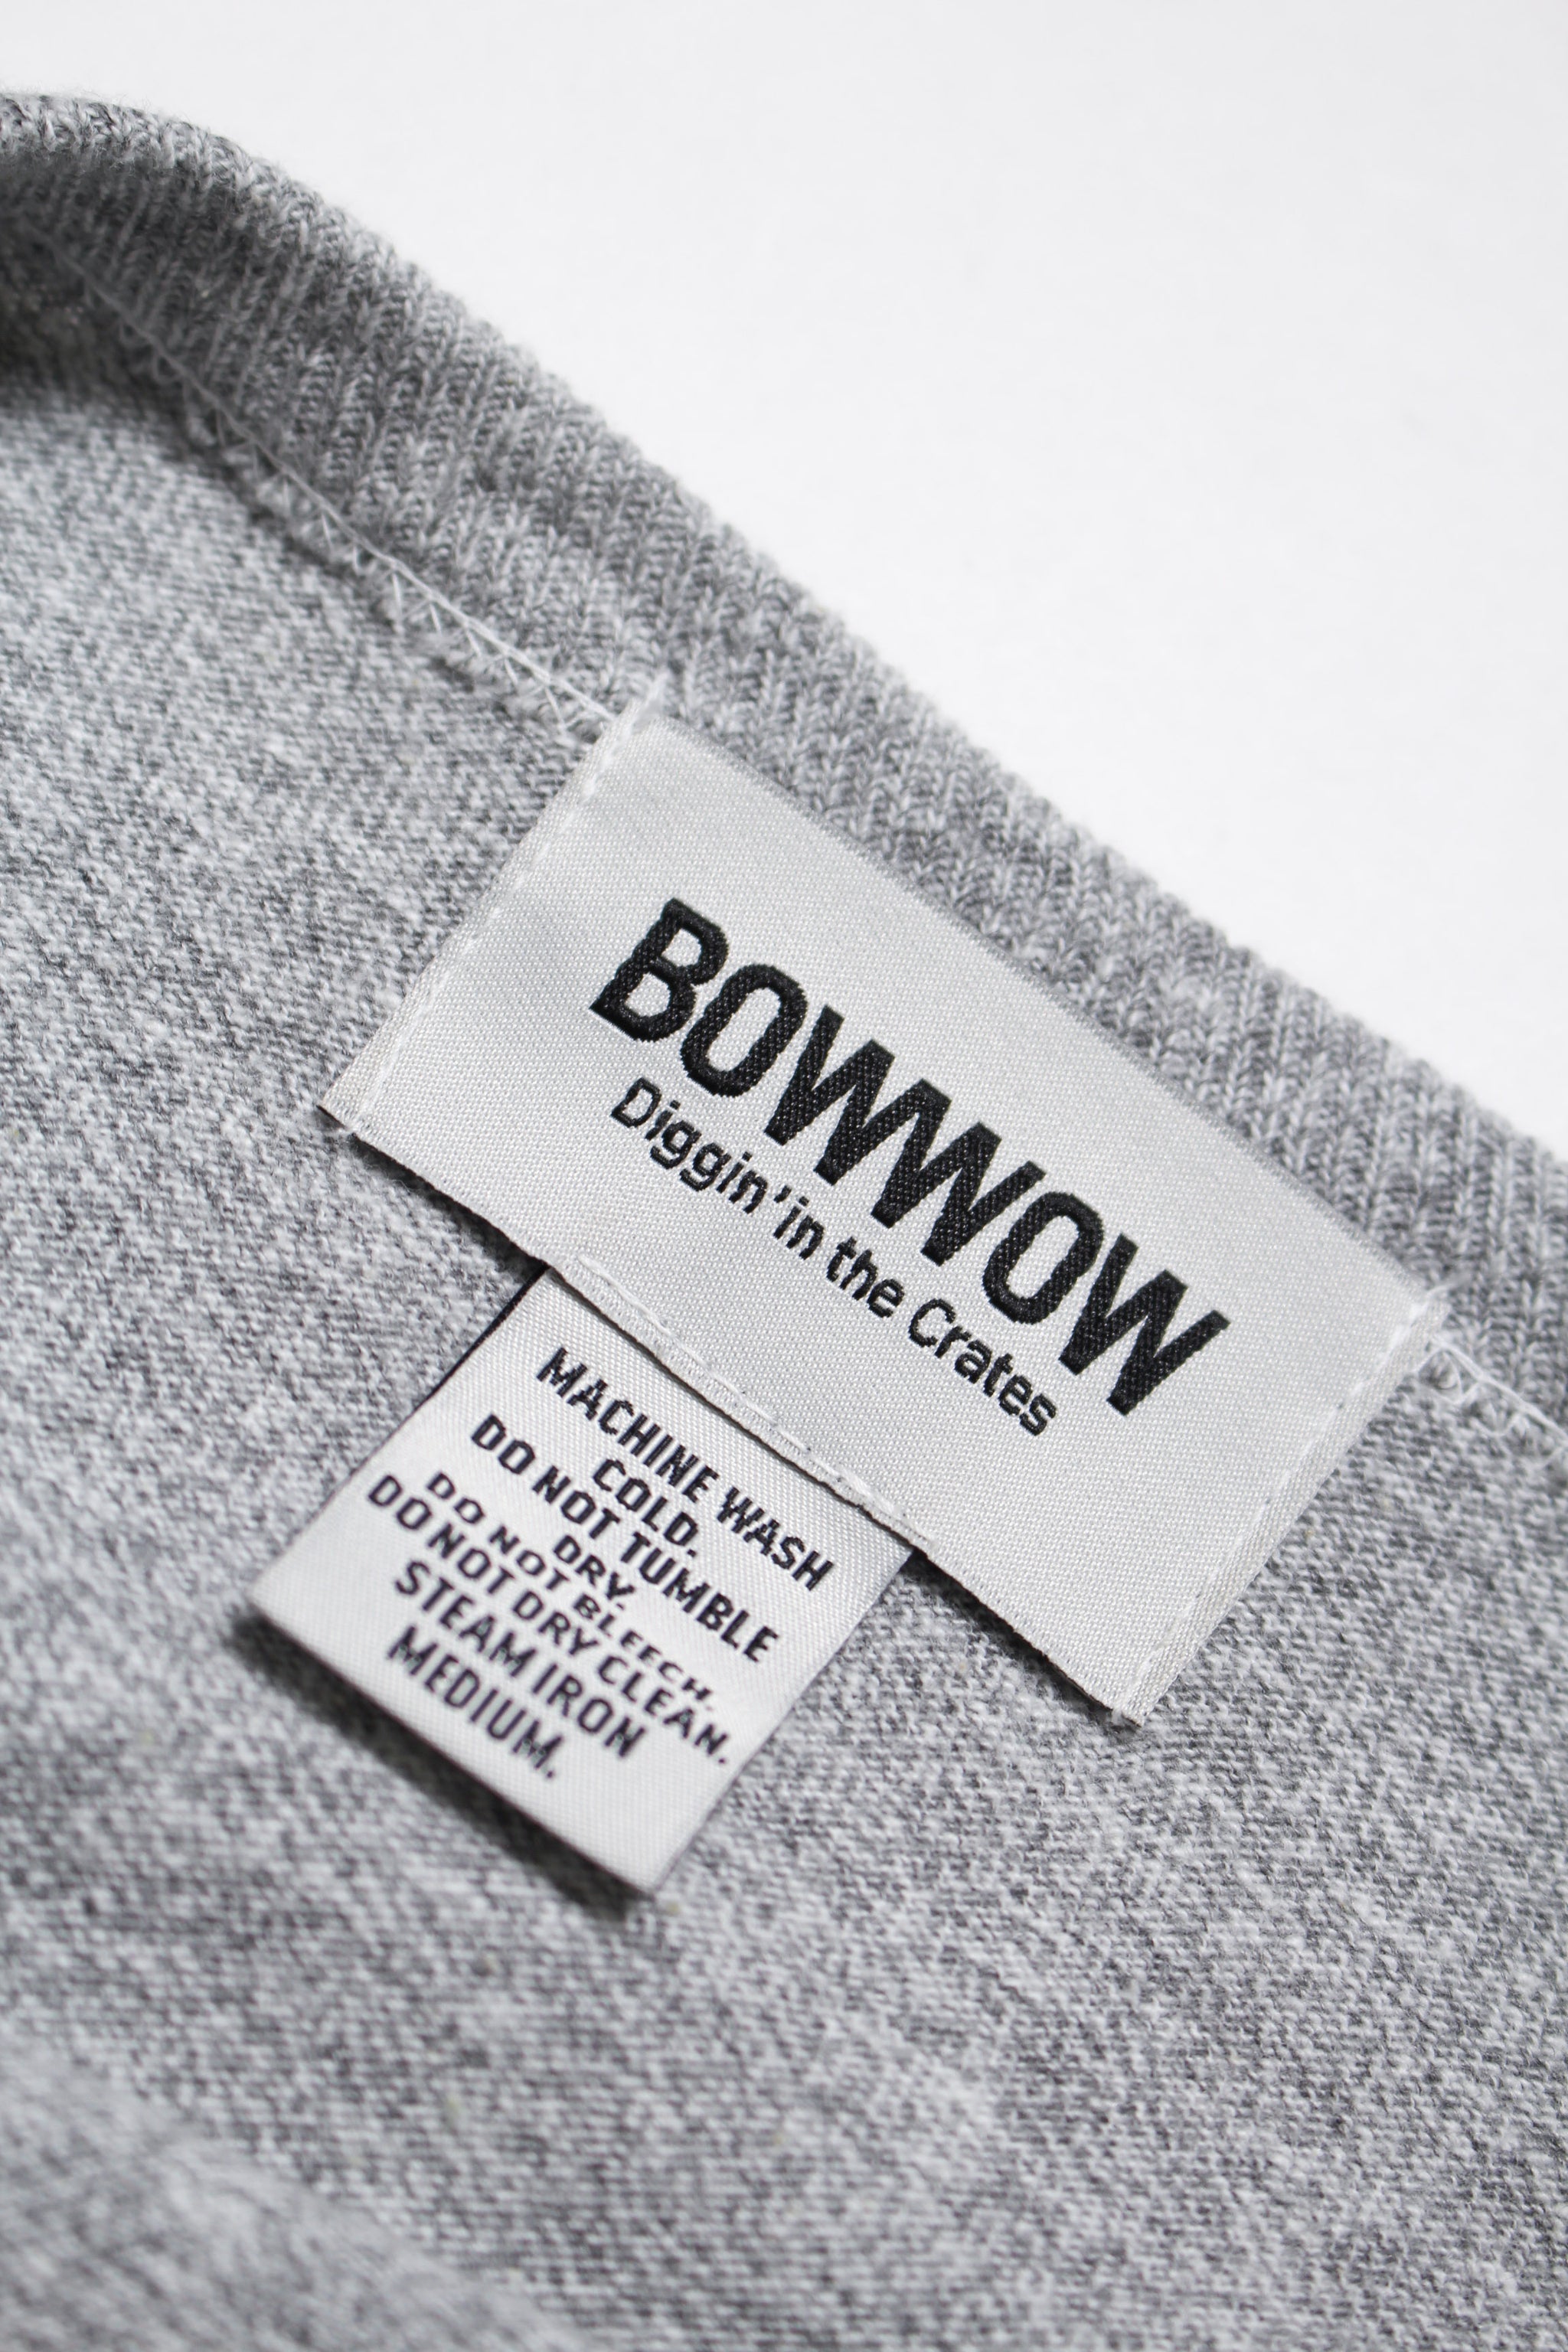 BOWWOW
Diggin' in the Crates
MACHINE WASH
COLD.
DO NOT TUMBLE
DRY.
DO NOT BLEECH.
DO NOT DRY CLEAN.
STEAM IRON
MEDIUM.